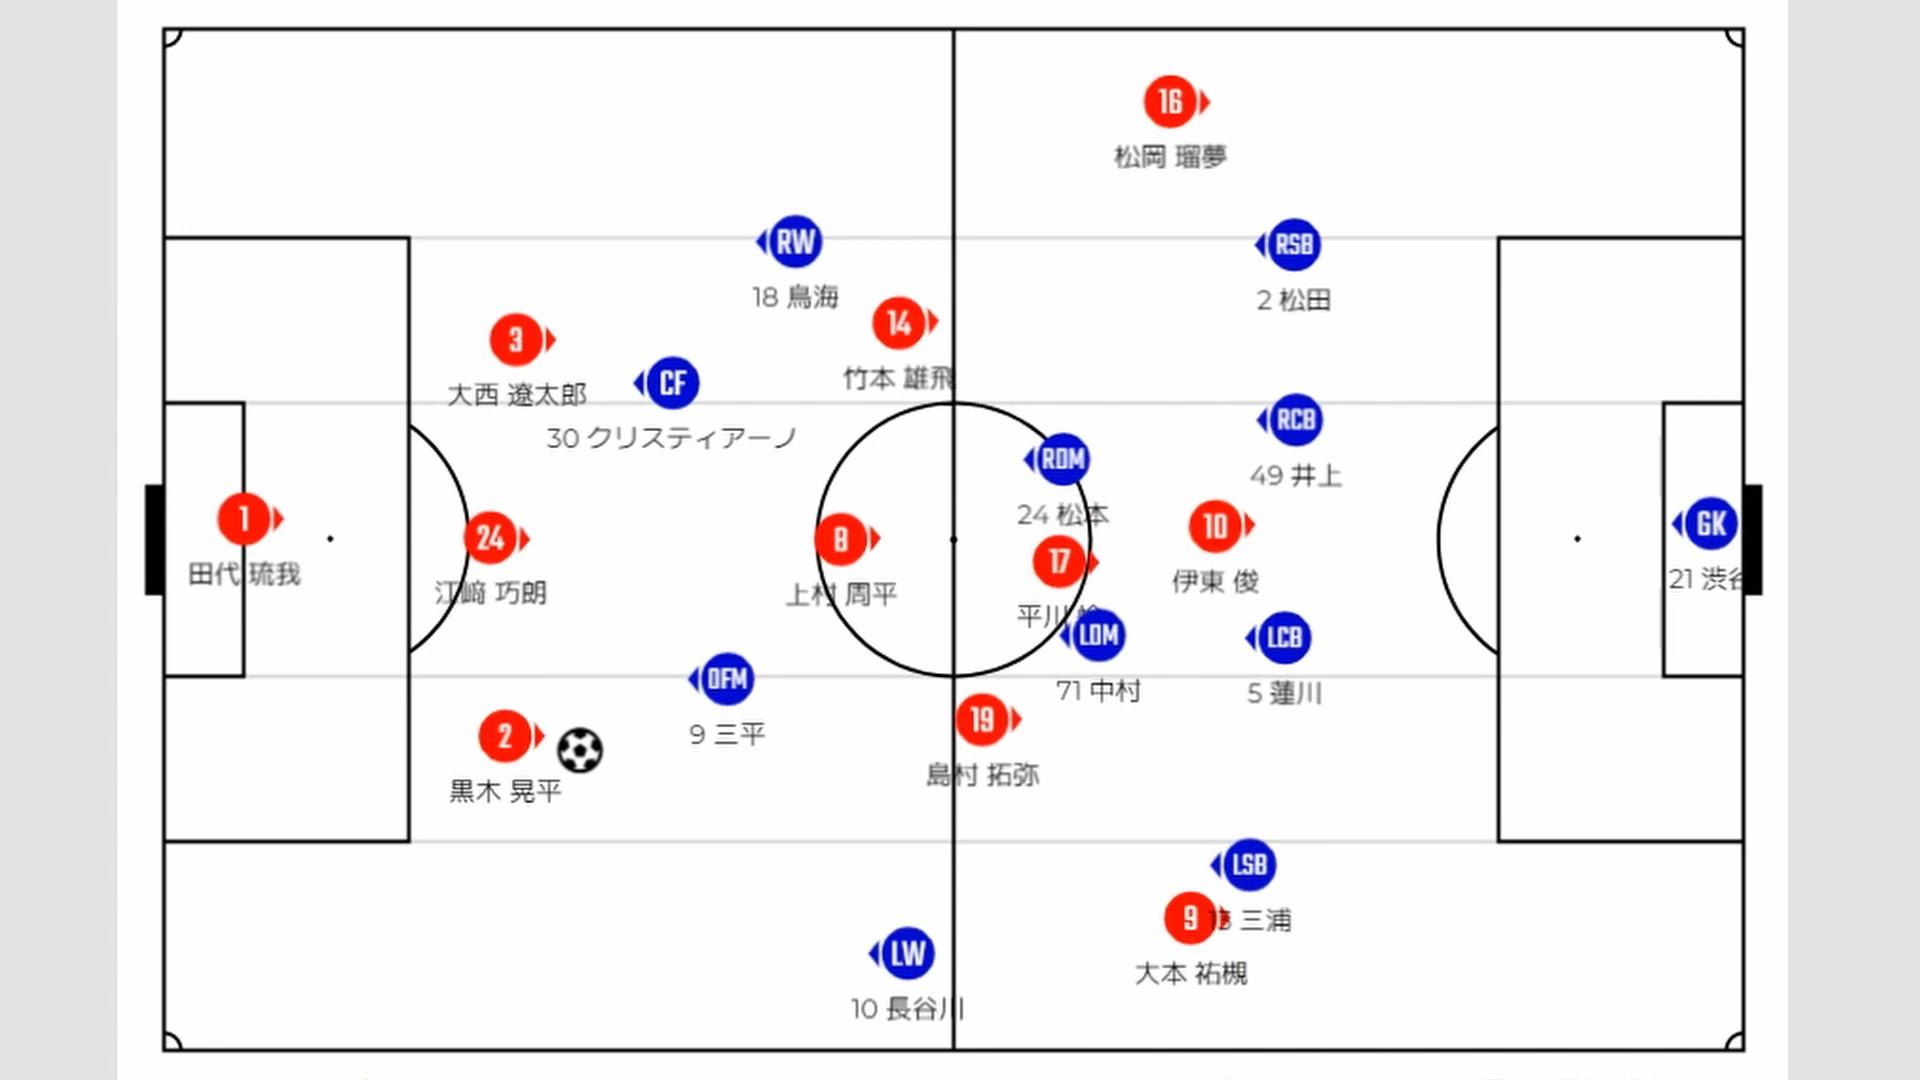 16
松岡 瑠夢
RW
18 鳥海
RSB
2 松田
14
竹本 雄飛
3
大西 遼太郎
CF
30 クリスティアーノ
RCB
49 井上
RDM
24 松本
1
田代 琉我
24
江﨑 巧朗
8
上村 周平
17
平川
10
伊東 俊
GK
21 渋谷
LDM
71 中村
LCB
5 蓮川
OFM
9 三平
2
黒木 晃平
19
島村 拓弥
LSB
三浦
9
大本 祐槻
LW
10 長谷川